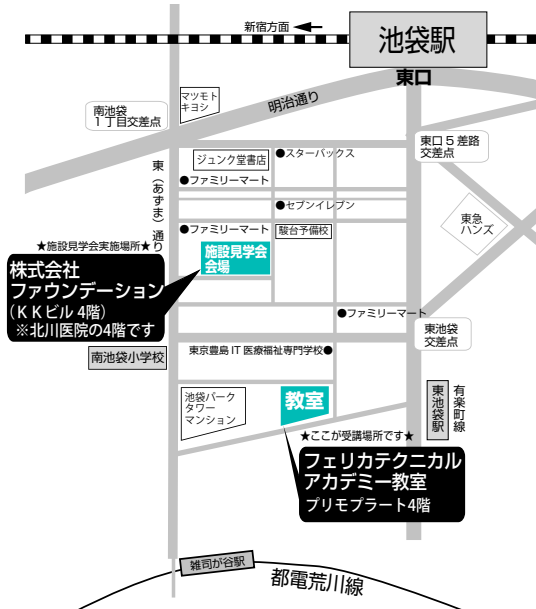 新宿方面
池袋駅
東口
マツモト
キヨシ
明治通り
南池袋
1丁目交差点
東口5差路
交差点
ジュンク堂書店
●スターバックス
●ファミリーマート
東(あずま)通り
●セブンイレブン
東急
ハンズ
●ファミリーマート
駿台予備校
★施設見学会実施場所★
施設見学会
会場
株式会社
ファウンデーション
(KKビル 4階)
※北川医院の4階です
●ファミリーマート
東池袋
交差点
南池袋小学校
東京豊島IT医療福祉専門学校●
池袋パーク
タワー
マンション
教室
有楽町線
東池袋駅
★ここが受講場所です★
フェリカテクニカル
アカデミー教室
プリモプラート4階
雑司が谷駅
都電荒川線